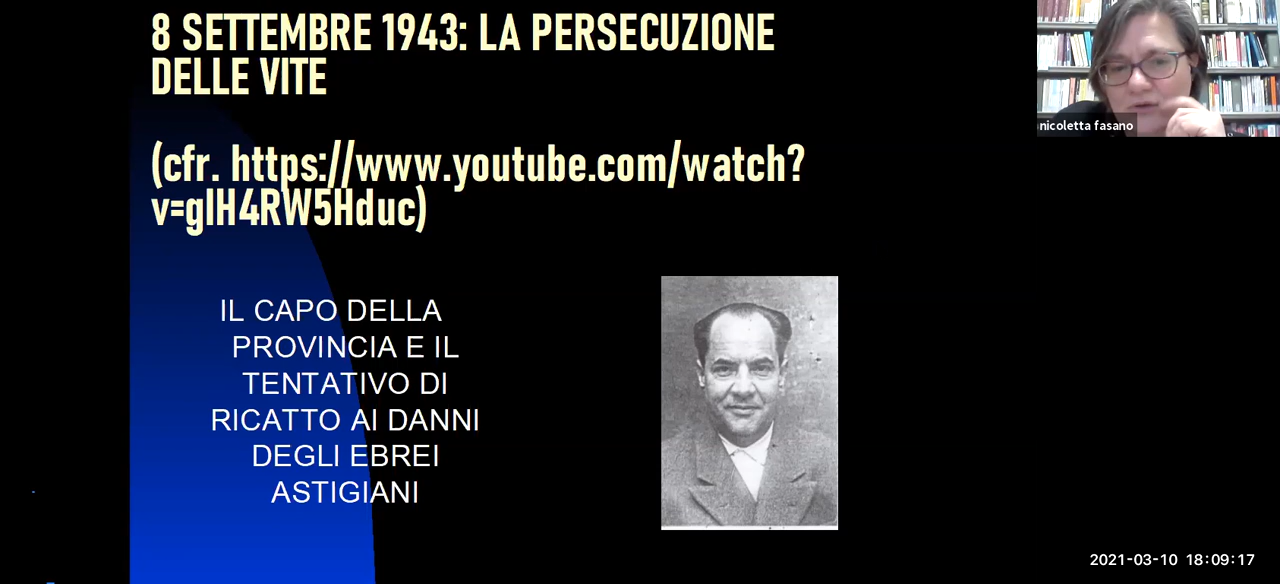 8 SETTEMBRE 1943: LA PERSECUZIONE
DELLE VITE
(cfr. https://www.youtube.com/watch?
v=gIH4RW5Hduc)
IL CAPO DELLA
PROVINCIA E IL
TENTATIVO DI
RICATTO AI DANNI
DEGLI EBREI
ASTIGIANI
nicoletta fasano
2021-03-10 18:09:17